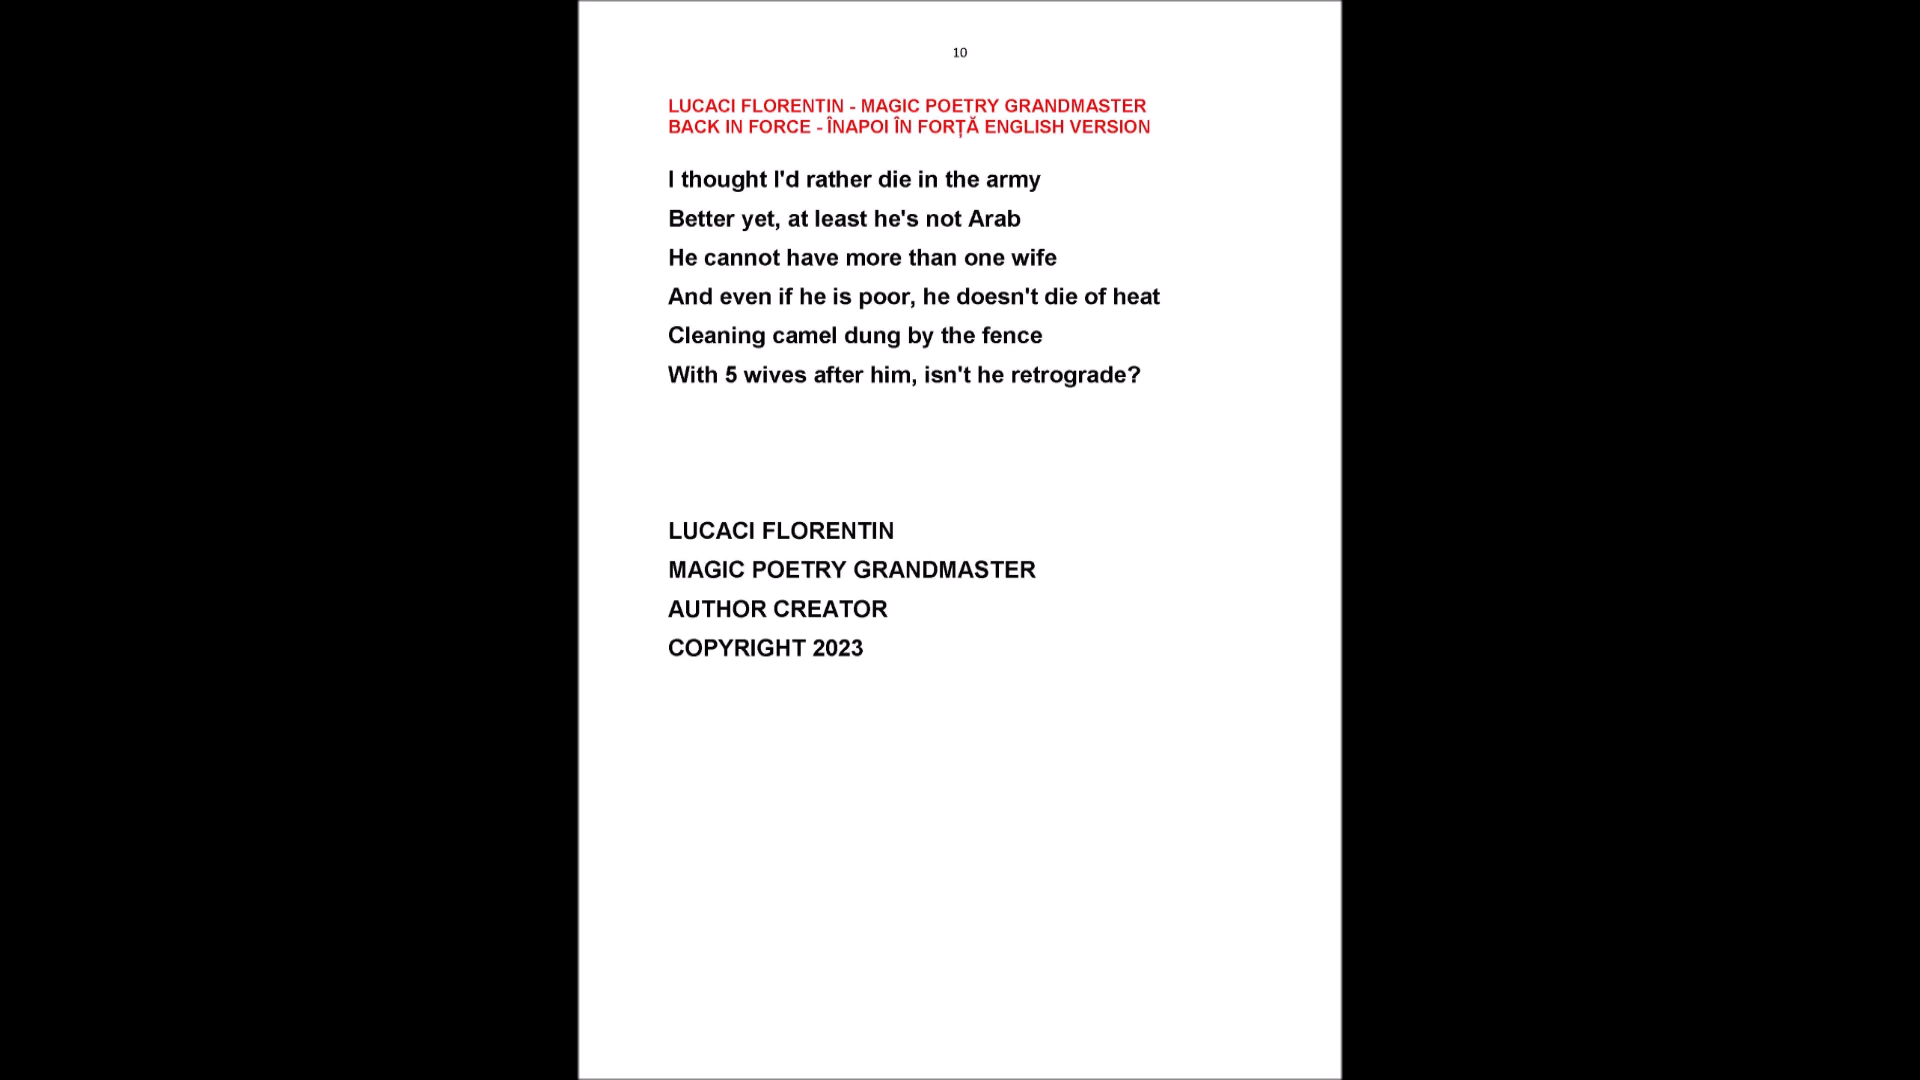 10
LUCACI FLORENTIN - MAGIC POETRY GRANDMASTER
BACK IN FORCE - ÎNAPOI ÎN FORȚĂ ENGLISH VERSION
I thought I'd rather die in the army
Better yet, at least he's not Arab
He cannot have more than one wife
And even if he is poor, he doesn't die of heat
Cleaning camel dung by the fence
With 5 wives after him, isn't he retrograde?
LUCACI FLORENTIN
MAGIC POETRY GRANDMASTER
AUTHOR CREATOR
COPYRIGHT 2023